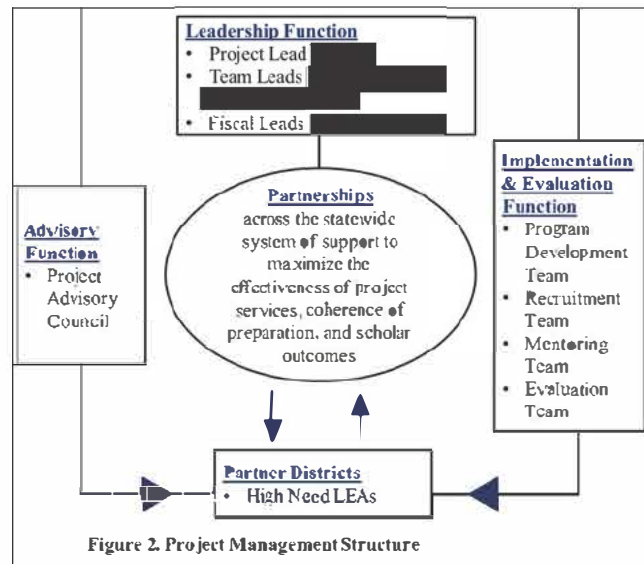 Leadership Function
• Project Lead
• Team Leads
• Fiscal Leads
Partnerships
across the statewide
system of support to
maximize the
effectiveness of project
services, coherence of
preparation, and scholar
outcomes
Advisory
Function
• Project
Advisory
Council
Implementation
& Evaluation
Function
• Program
Development
Team
• Recruitment
Team
• Mentoring
Team
• Evaluation
Team
Partner Districts
• High Need LEAs
Figure 2. Project Management Structure